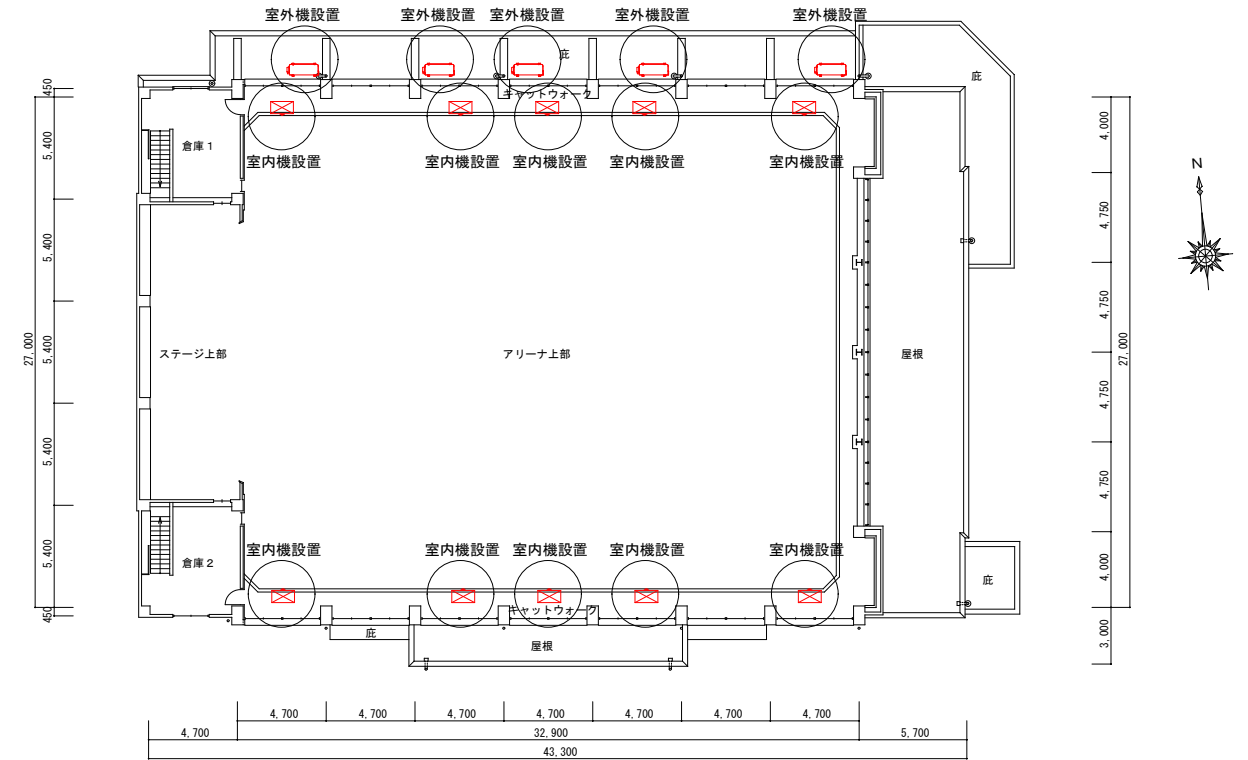 室外機設置
室外機設置
室外機設置
室外機設置
室外機設置
庇
庇
キャットウォーク
450
5,400
5,400
5,400
5,400
5,400
450
27,000
倉庫1
室内機設置
室内機設置
室内機設置
室内機設置
室内機設置
N
4,000
4,750
4,750
4,750
4,750
4,000
3,000
27,000
ステージ上部
アリーナ上部
屋根
倉庫2
室内機設置
室内機設置
室内機設置
室内機設置
室内機設置
キャットウォーク
庇
庇
屋根
4,700
4,700
4,700
4,700
4,700
4,700
4,700
4,700
32,900
5,700
43,300